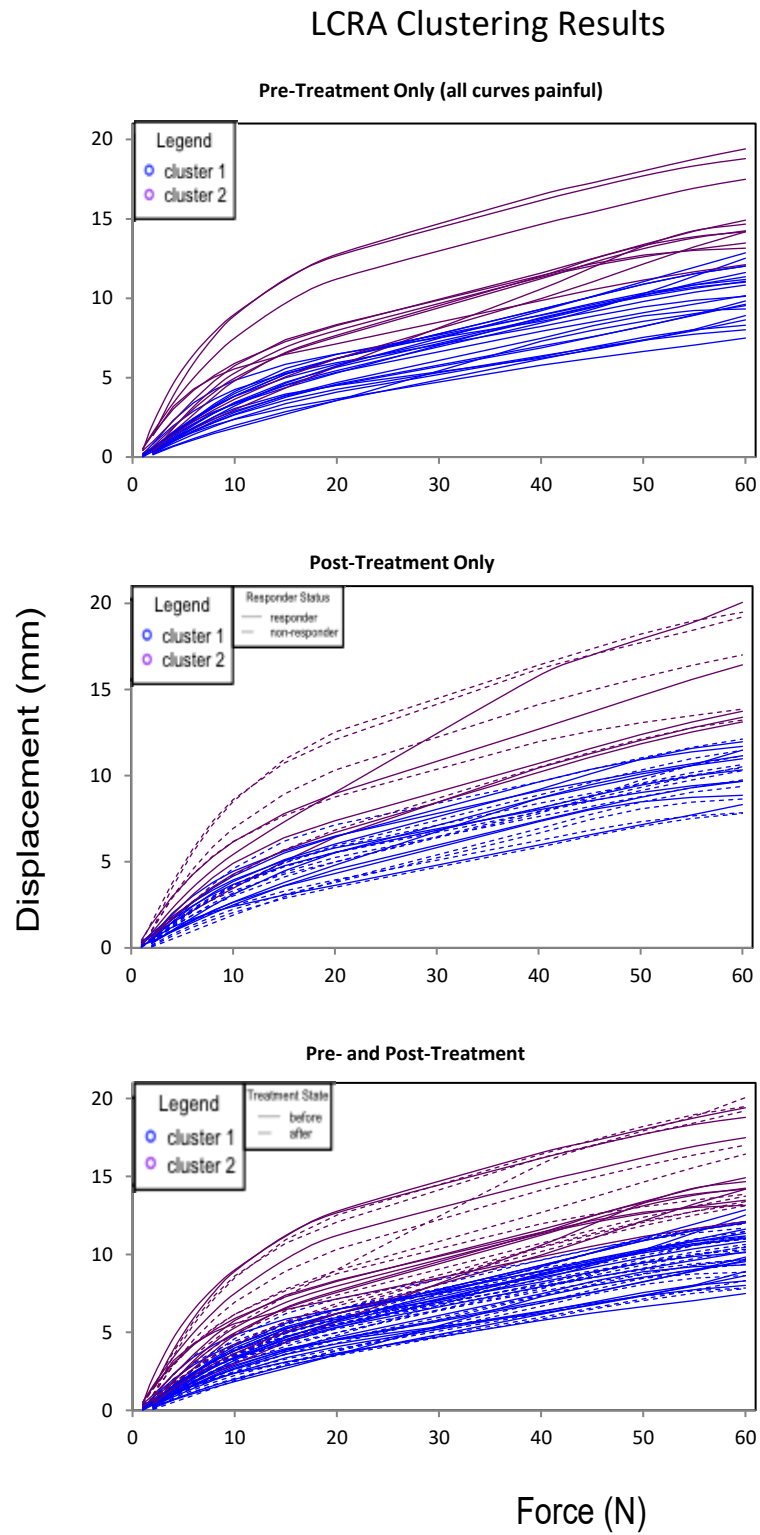 LCRA Clustering Results
Pre-Treatment Only (all curves painful)
Legend
cluster 1
cluster 2
20
15
10
5
0
0 10 20 30 40 50 60
Post-Treatment Only
Legend
cluster 1
cluster 2
Responder Status
responder
non-responder
20
15
10
5
0
0 10 20 30 40 50 60
Displacement (mm)
Pre- and Post-Treatment
Legend
cluster 1
cluster 2
Treatment State
before
after
20
15
10
5
0
0 10 20 30 40 50 60
Force (N)